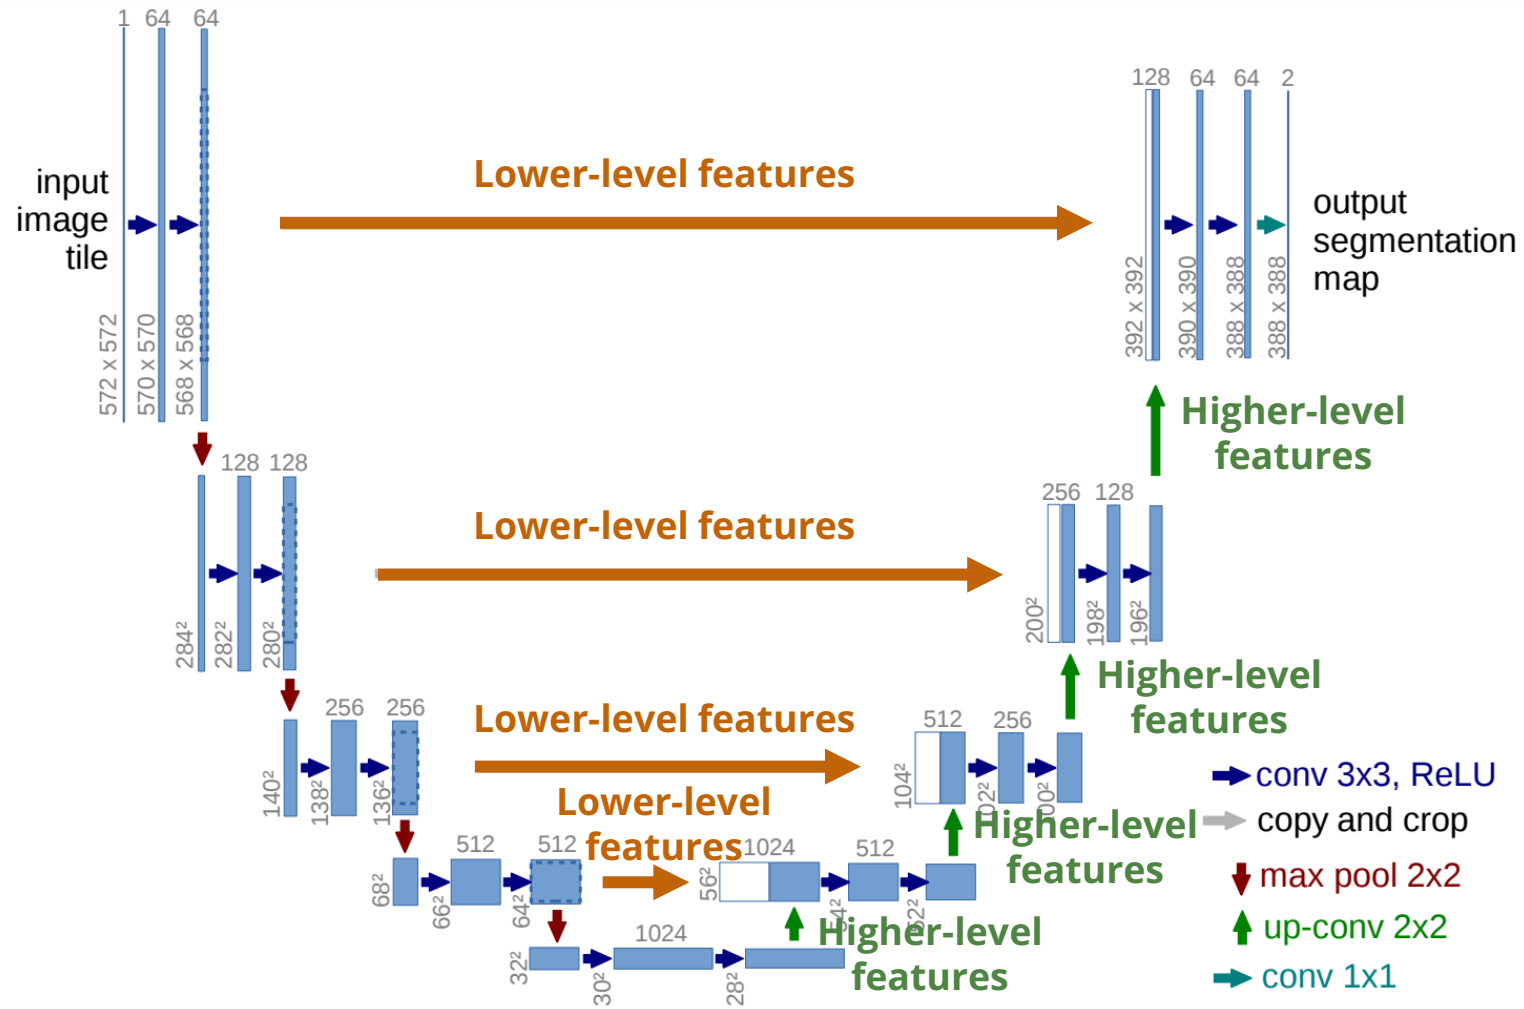 1 64 64
input
image
tile
572 x 572
570 x 570
568 x 568
Lower-level features
128 64 64 2
392 x 392
390 x 390
388 x 388
388 x 388
output
segmentation
map
Higher-level
features
128 128
284²
282²
280²
Lower-level features
256 128
200²
198²
196²
Higher-level
features
256 256
140²
138²
136²
Lower-level features
512 256
104²
Higher-level
features
512 512
68²
66²
64²
Lower-level
features
1024 512
56²
Higher-level
features
1024
32²
30²
28²
conv 3x3, ReLU
copy and crop
max pool 2x2
up-conv 2x2
conv 1x1